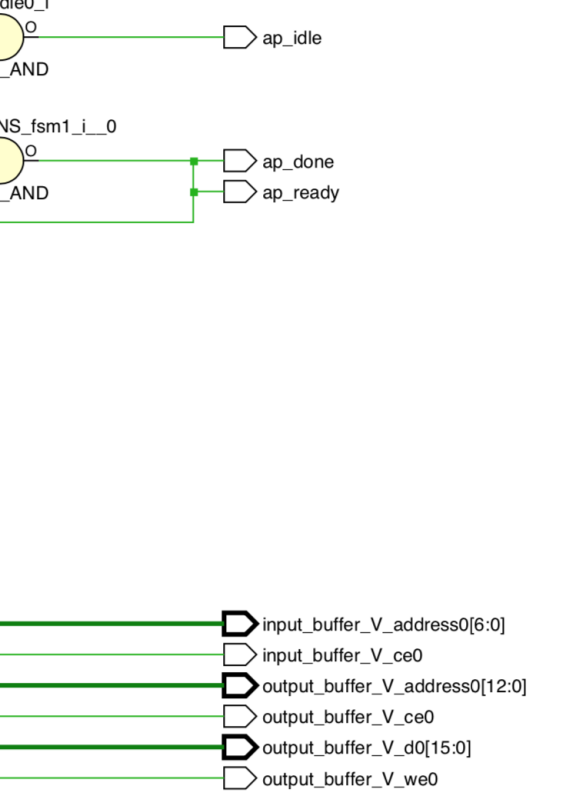 O
ap_idle
_AND
NS_fsm1_i__0
O
ap_done
_AND
ap_ready
input_buffer_V_address0[6:0]
input_buffer_V_ce0
output_buffer_V_address0[12:0]
output_buffer_V_ce0
output_buffer_V_d0[15:0]
output_buffer_V_we0